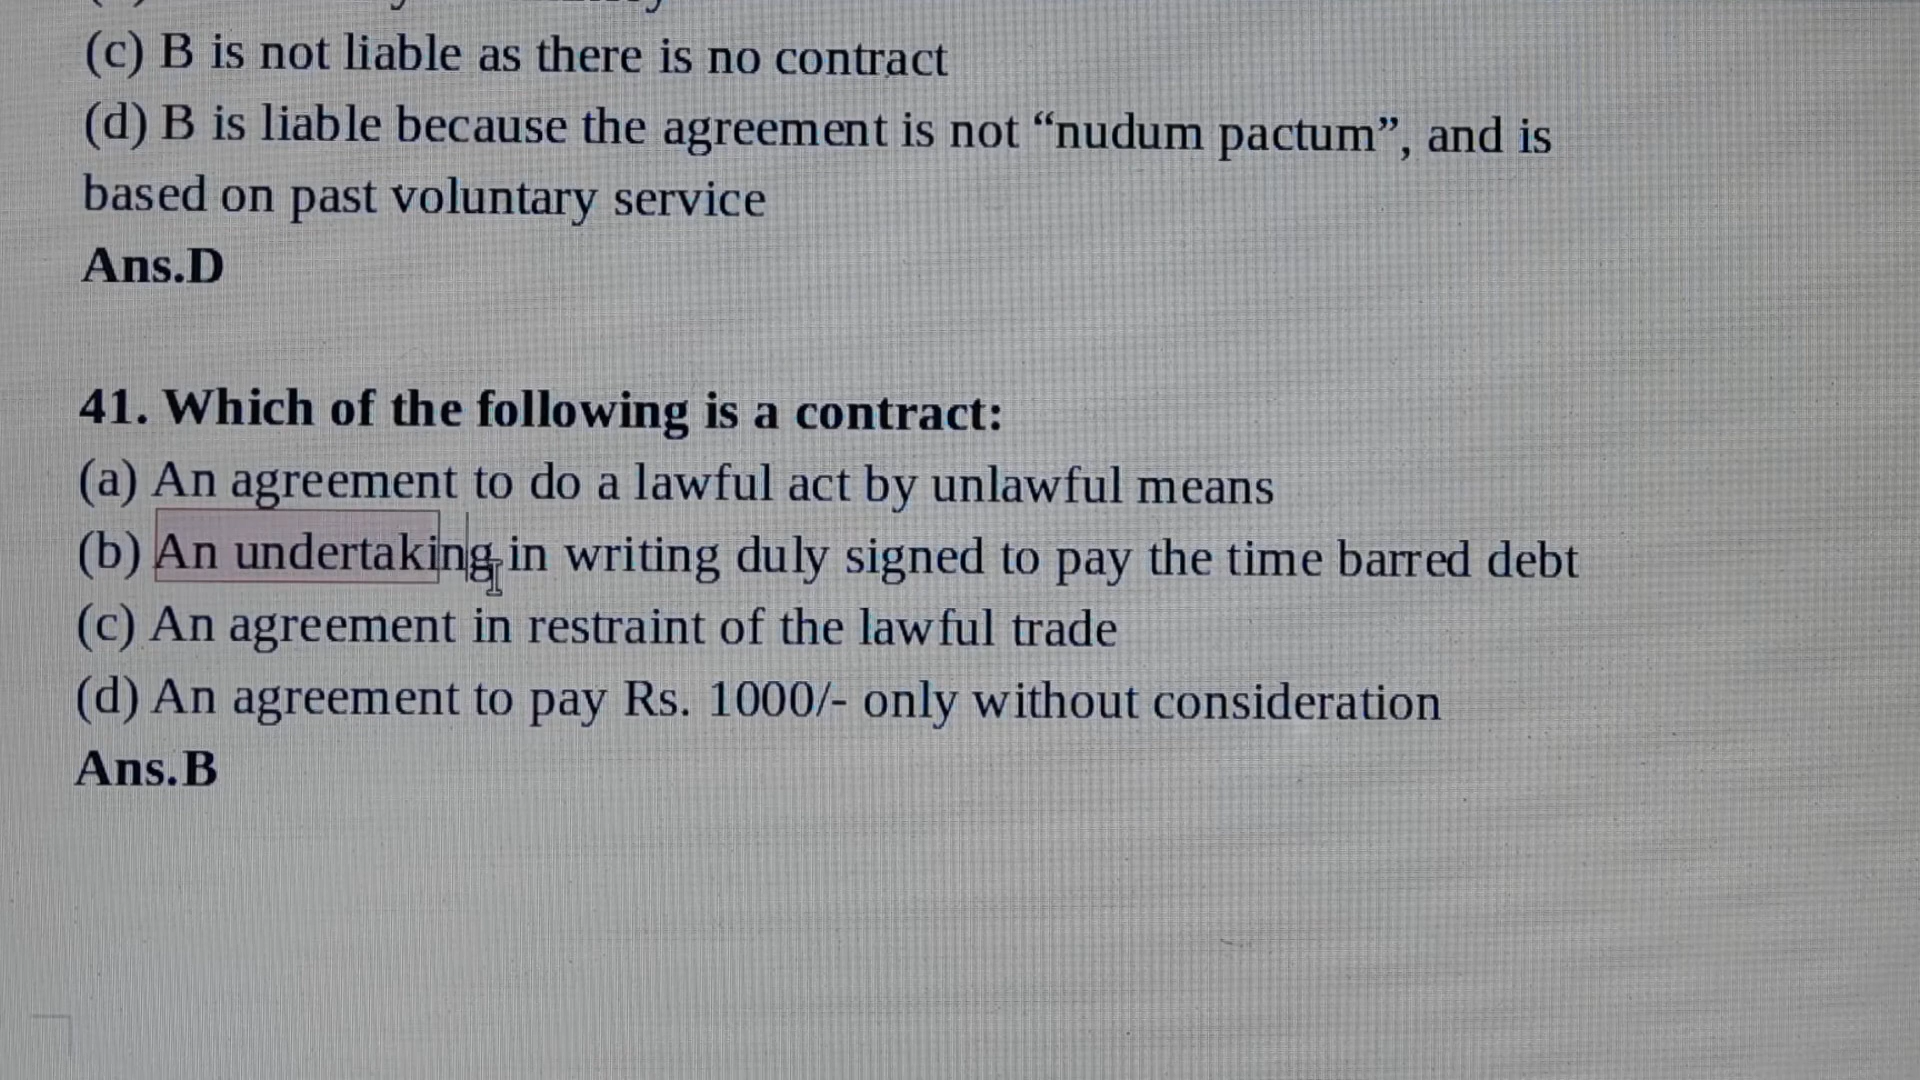 (c) B is not liable as there is no contract
(d) B is liable because the agreement is not “nudum pactum”, and is
based on past voluntary service
Ans.D
41. Which of the following is a contract:
(a) An agreement to do a lawful act by unlawful means
(b) An undertaking in writing duly signed to pay the time barred debt
(c) An agreement in restraint of the lawful trade
(d) An agreement to pay Rs. 1000/- only without consideration
Ans.B